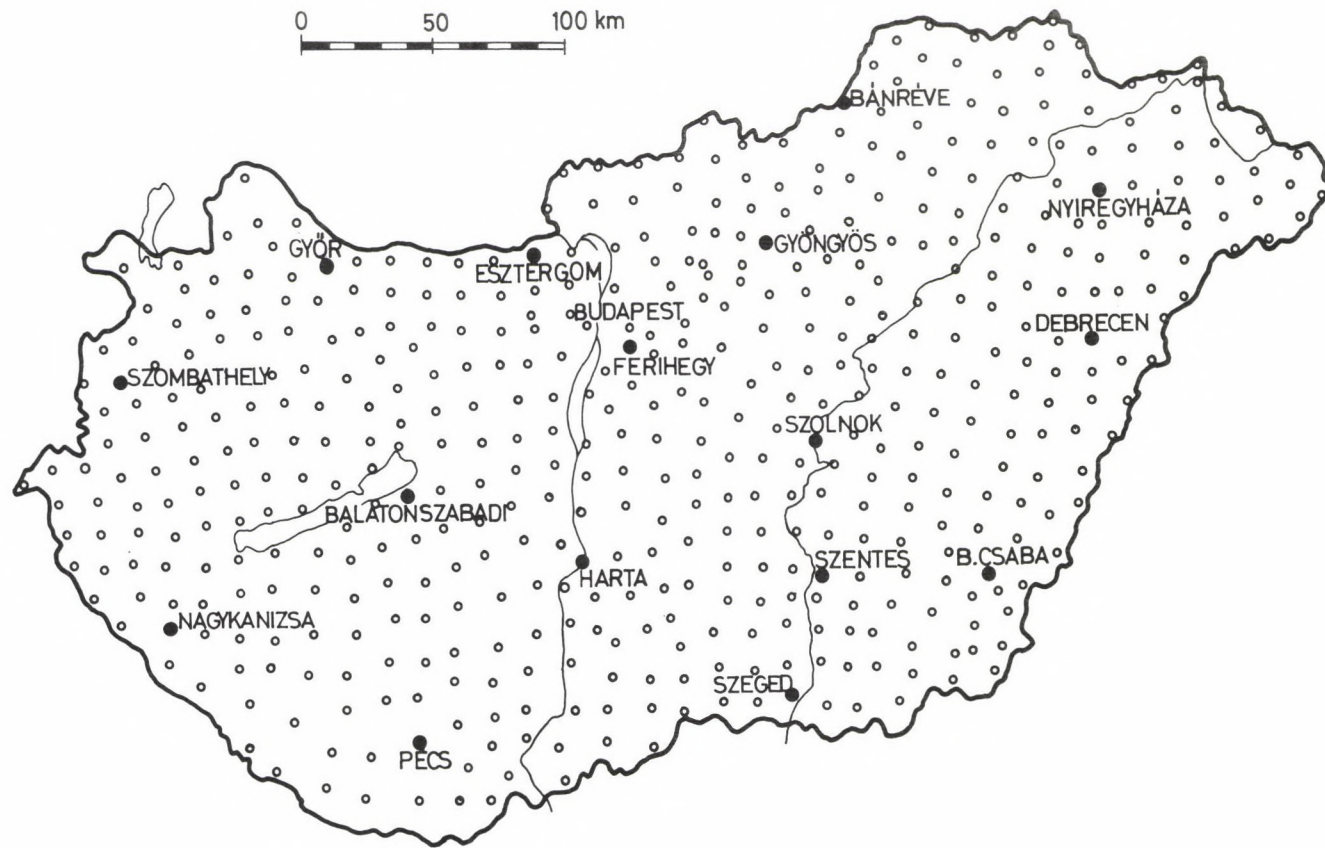 0 50 100 km
BÁNRÉVE
NYIREGYHÁZA
GYŐR
GYÖNGYÖS
ESZTERGOM
BUDAPEST
DEBRECEN
FERIHEGY
SZOMBATHELY
SZOLNOK
BALATONSZABADI
SZENTES
B.CSABA
HARTA
NAGYKANIZSA
SZEGED
PÉCS